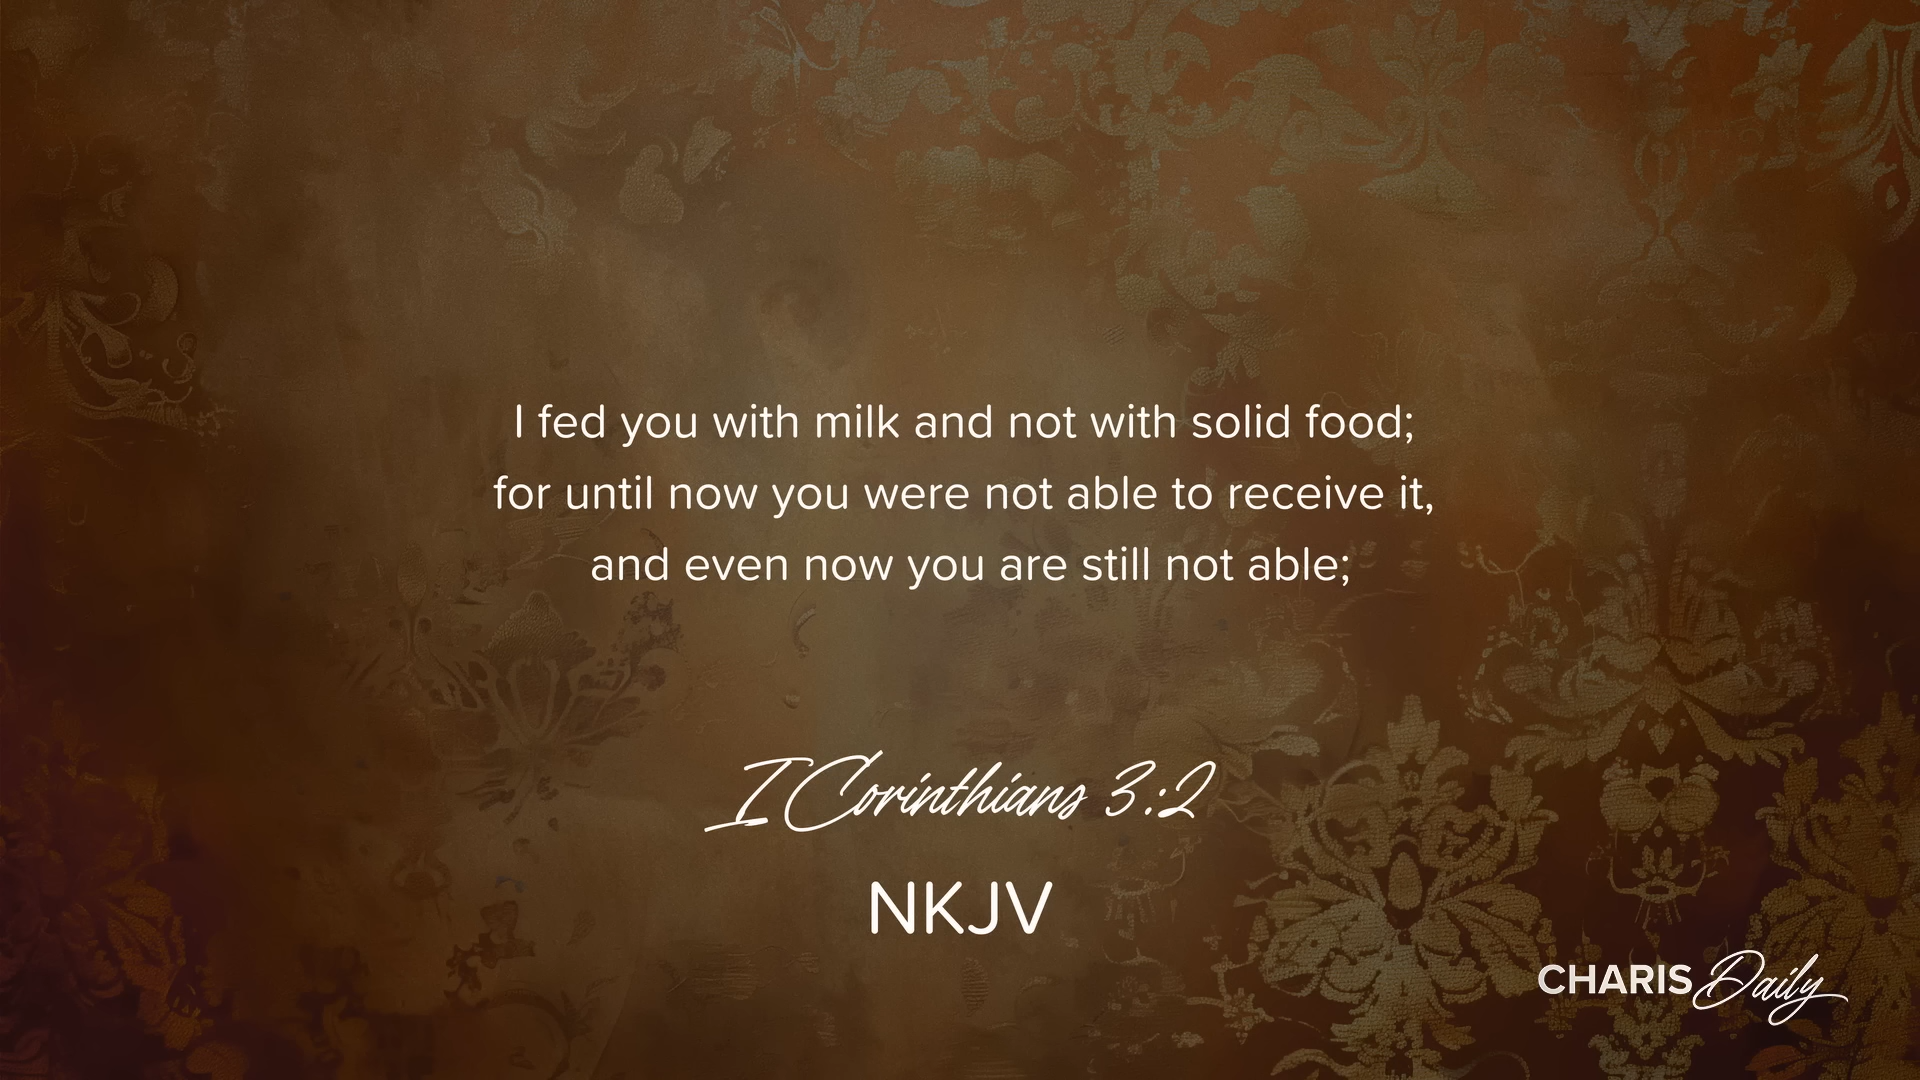 I fed you with milk and not with solid food;
for until now you were not able to receive it,
and even now you are still not able;
I Corinthians 3:2
NKJV
CHARIS Daily